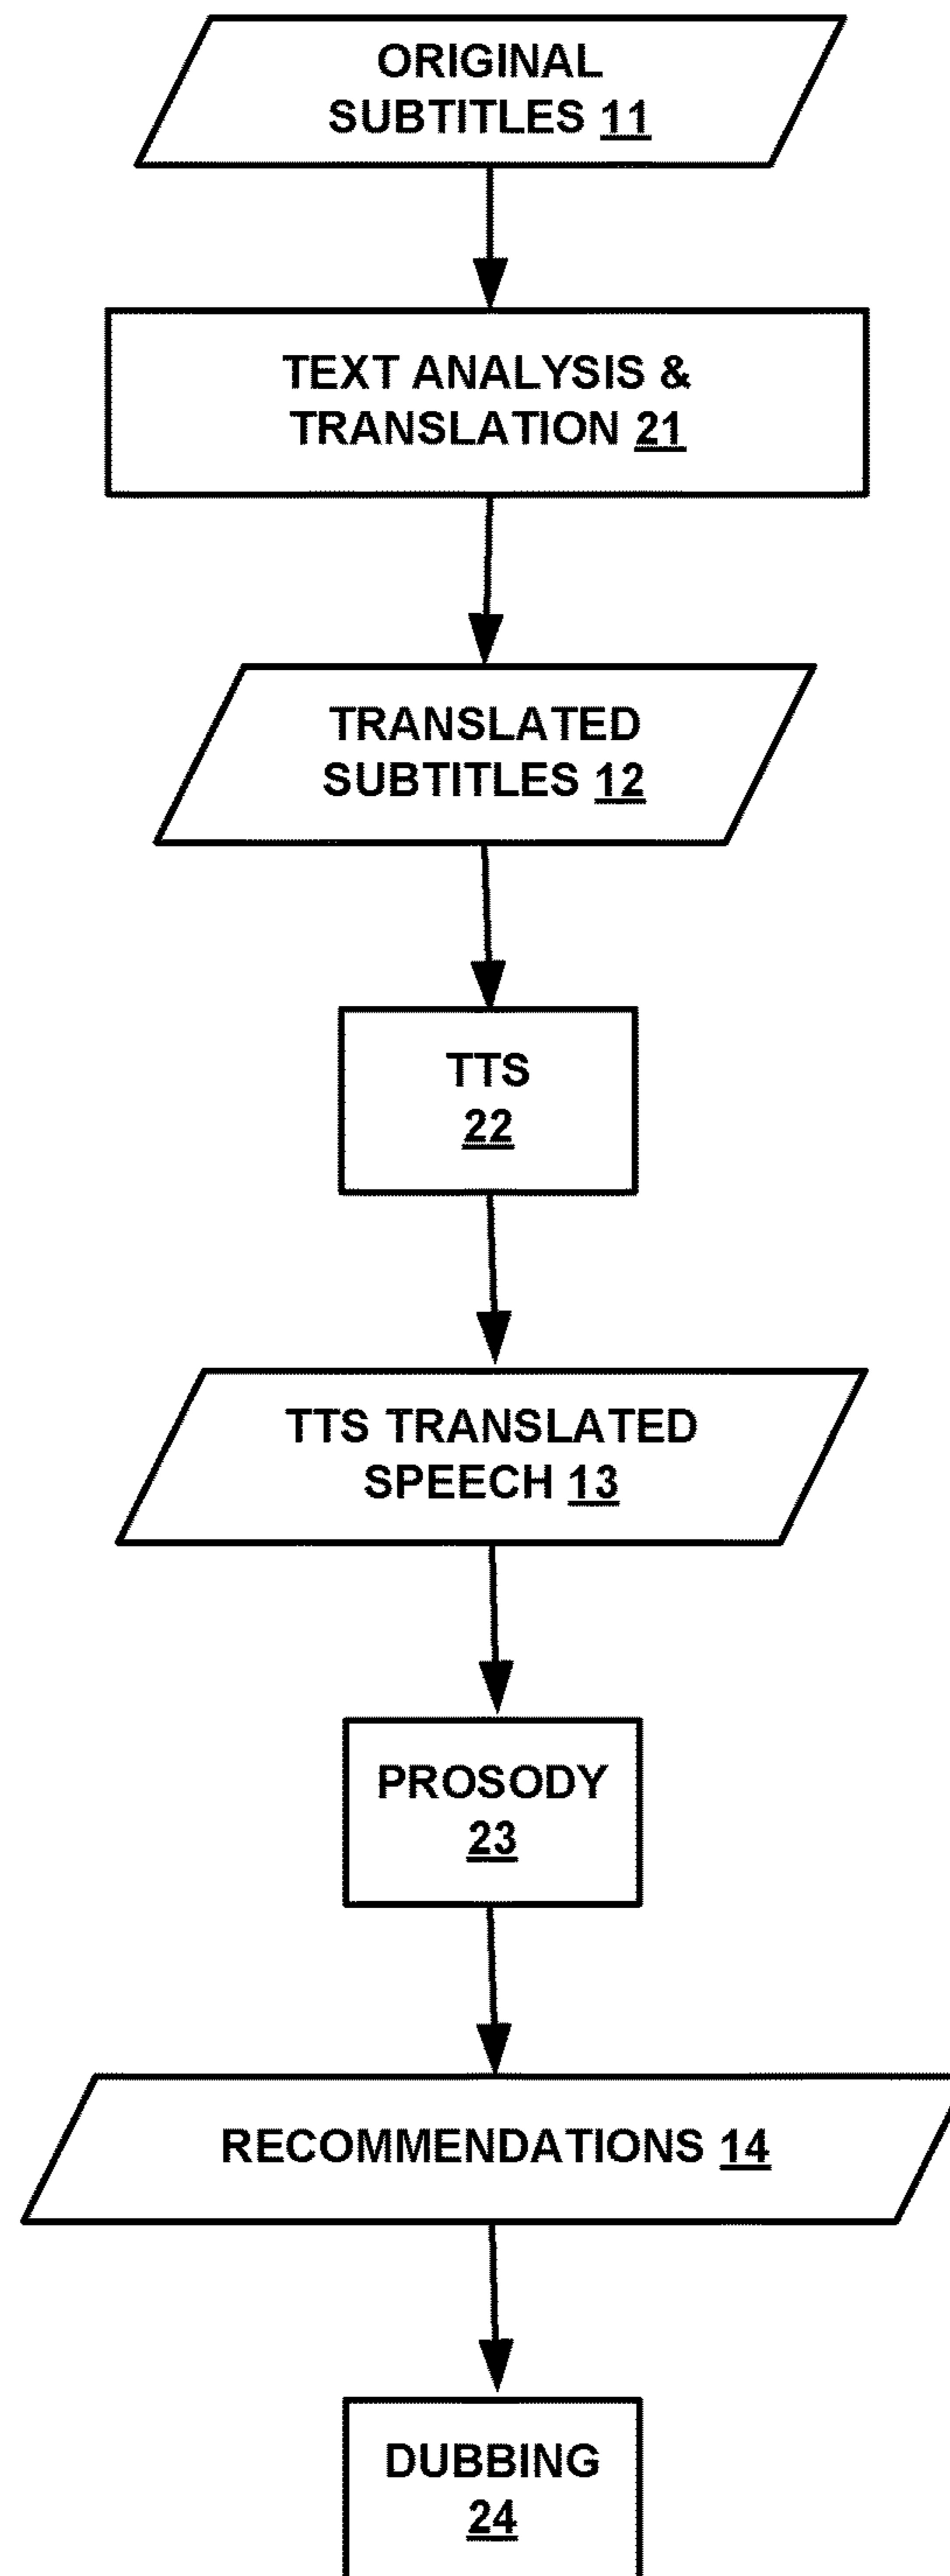 ORIGINAL
SUBTITLES 11
TEXT ANALYSIS &
TRANSLATION 21
TRANSLATED
SUBTITLES 12
TTS
22
TTS TRANSLATED
SPEECH 13
PROSODY
23
RECOMMENDATIONS 14
DUBBING
24